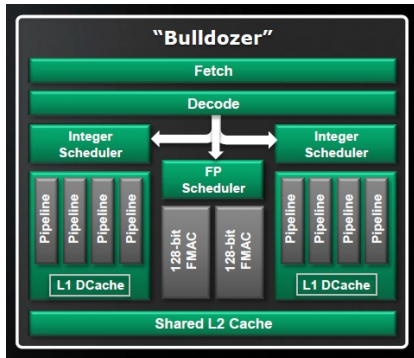 “Bulldozer”
Fetch
Decode
Integer
Scheduler
Integer
Scheduler
FP
Scheduler
Pipeline
Pipeline
Pipeline
Pipeline
L1 DCache
128-bit
FMAC
128-bit
FMAC
Pipeline
Pipeline
Pipeline
Pipeline
L1 DCache
Shared L2 Cache